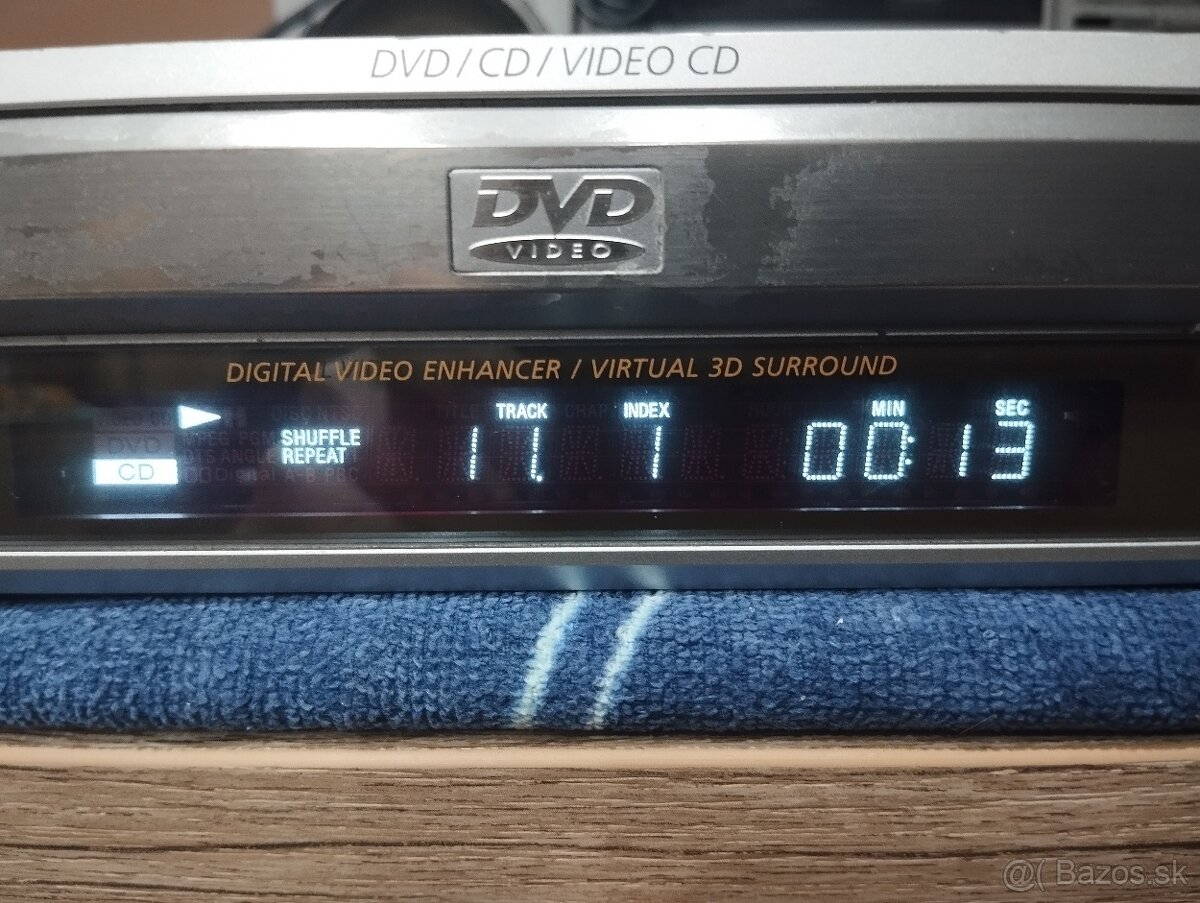 DVD / CD / VIDEO CD
DVD
VIDEO
DIGITAL VIDEO ENHANCER / VIRTUAL 3D SURROUND
TRACK INDEX MIN SEC
SHUFFLE
REPEAT
17. 1 00:13
DVD
CD
@( Bazos.sk